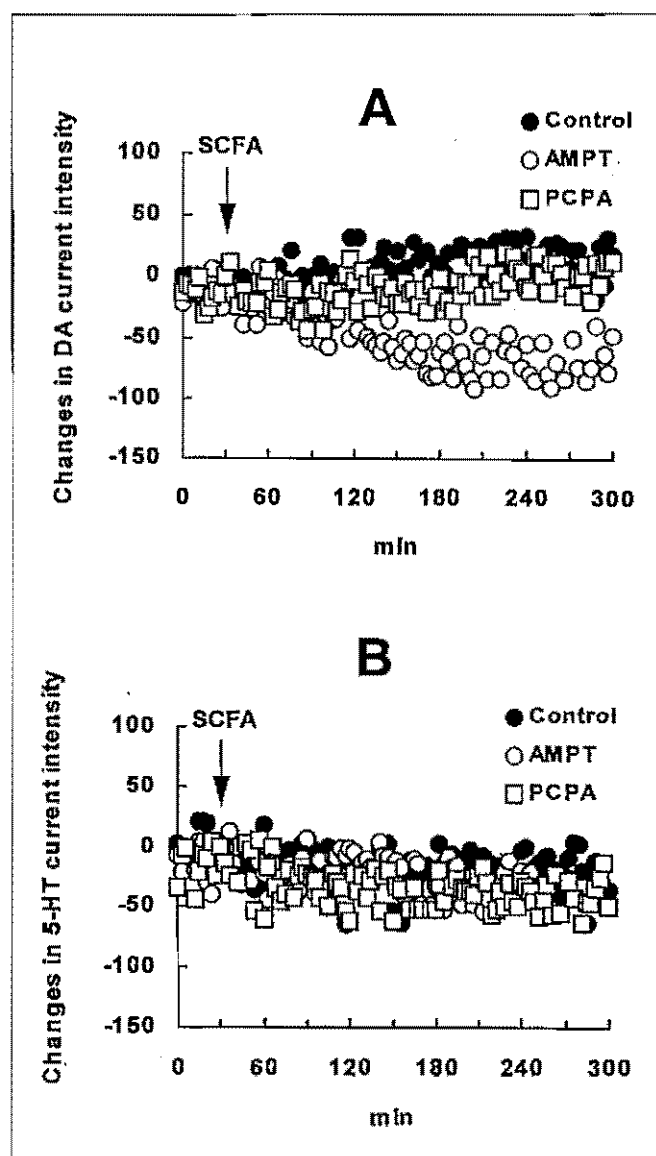 A
Control
AMPT
PCPA
SCFA
Changes in DA current intensity
100
50
0
-50
-100
-150
0 60 120 180 240 300
min
B
Control
AMPT
PCPA
SCFA
Changes in 5-HT current intensity
100
50
0
-50
-100
-150
0 60 120 180 240 300
min